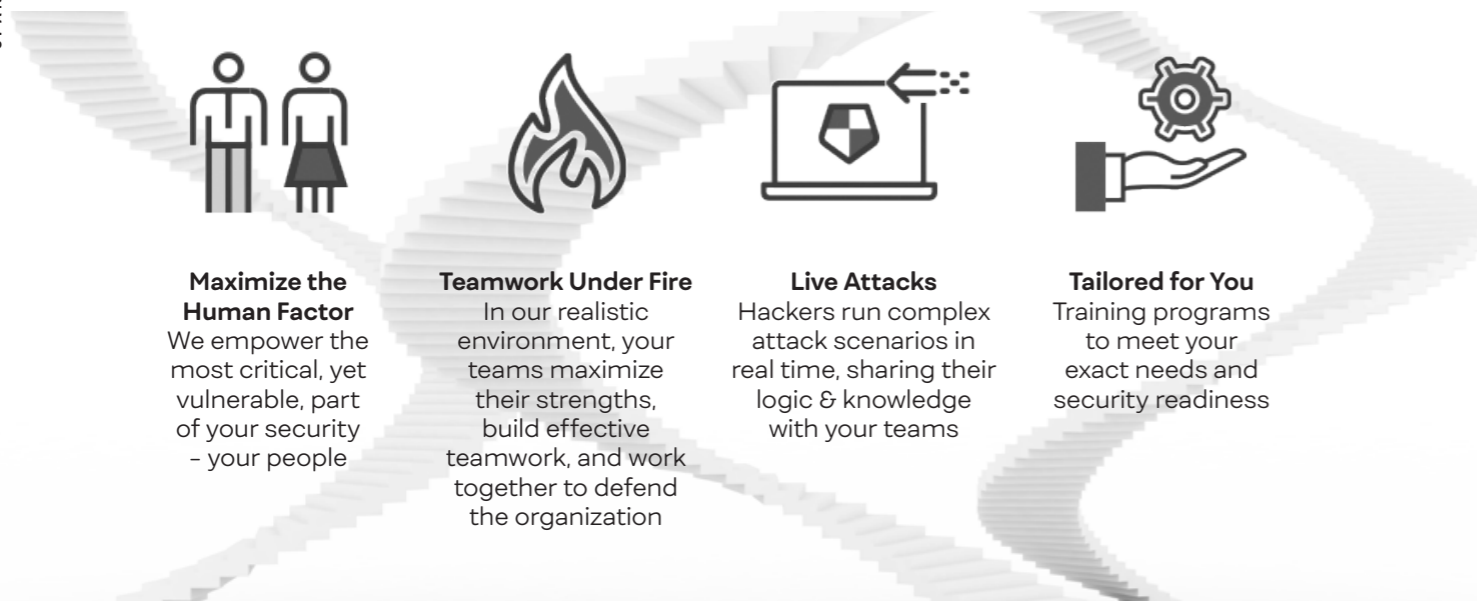 Maximize the
Human Factor
We empower the
most critical, yet
vulnerable, part
of your security
– your people
Teamwork Under Fire
In our realistic
environment, your
teams maximize
their strengths,
build effective
teamwork, and work
together to defend
the organization
Live Attacks
Hackers run complex
attack scenarios in
real time, sharing their
logic & knowledge
with your teams
Tailored for You
Training programs
to meet your
exact needs and
security readiness